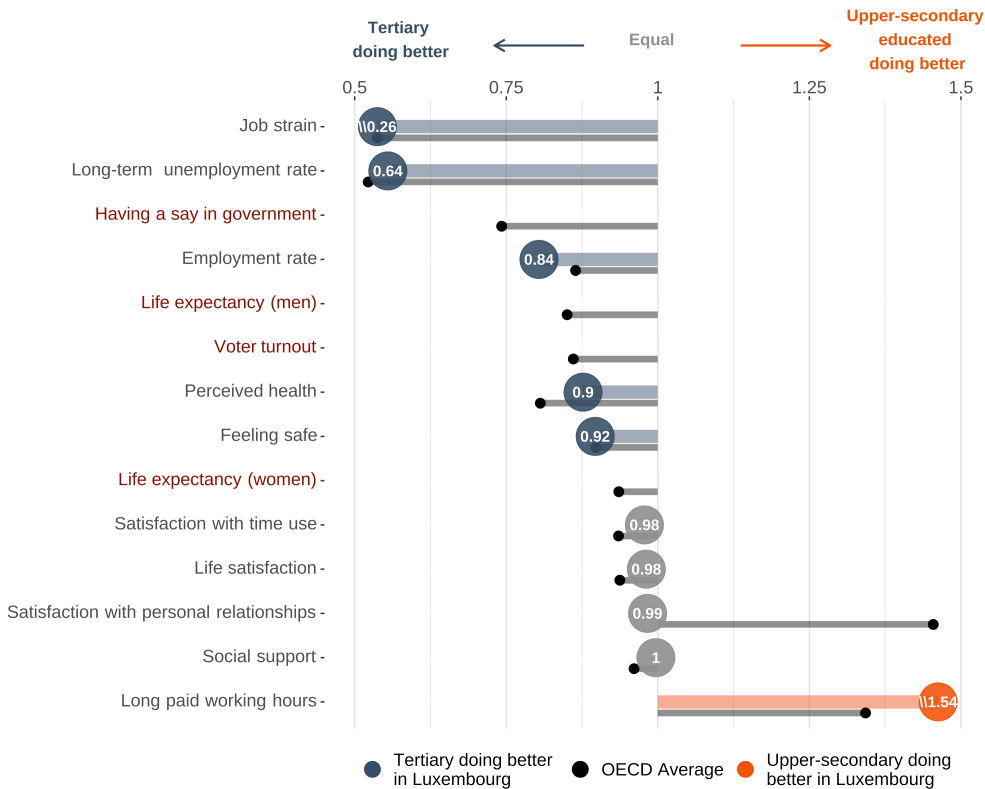 Tertiary
doing better
Equal
Upper-secondary
educated
doing better
0.5 0.75 1 1.25 1.5
Job strain
\\0.26
Long-term unemployment rate
0.64
Having a say in government
Employment rate
0.84
Life expectancy (men)
Voter turnout
Perceived health
0.9
Feeling safe
0.92
Life expectancy (women)
Satisfaction with time use
0.98
Life satisfaction
0.98
Satisfaction with personal relationships
0.99
Social support
1
Long paid working hours
\\1.54
Tertiary doing better
in Luxembourg
OECD Average
Upper-secondary doing
better in Luxembourg